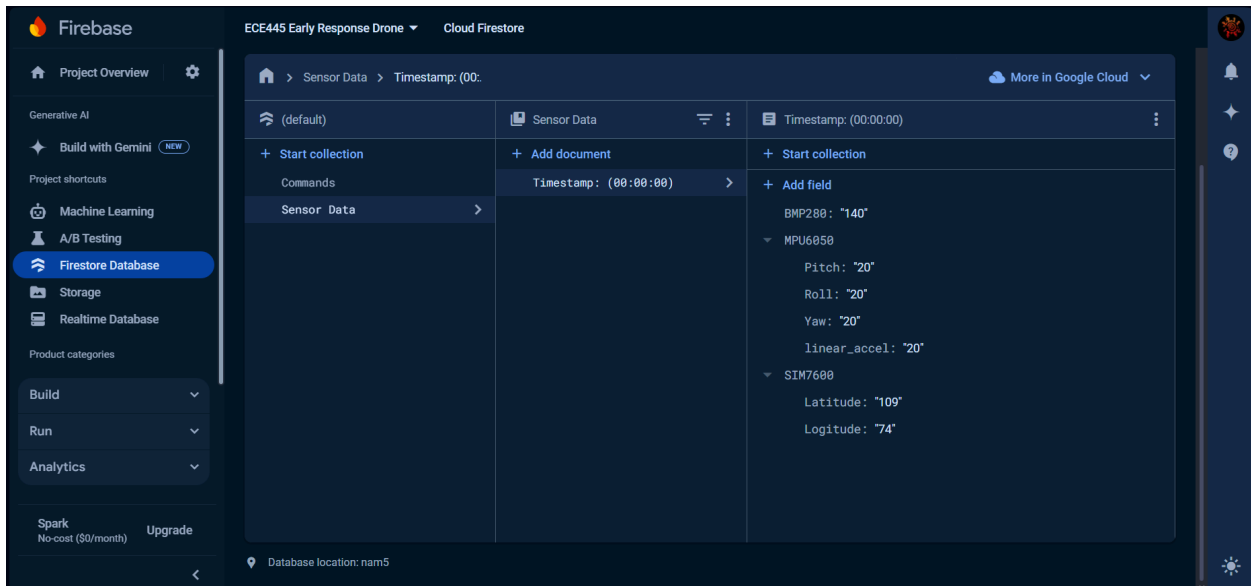 Firebase
Project Overview
Generative AI
Build with Gemini NEW
Project shortcuts
Machine Learning
A/B Testing
Firestore Database
Storage
Realtime Database
Product categories
Build
Run
Analytics
Spark
No-cost ($0/month)
Upgrade
ECE445 Early Response Drone Cloud Firestore
> Sensor Data > Timestamp: (00:.
More in Google Cloud
(default)
+ Start collection
Commands
Sensor Data
Sensor Data
+ Add document
Timestamp: (00:00:00)
Timestamp: (00:00:00)
+ Start collection
+ Add field
BMP280: "140"
MPU6050
Pitch: "20"
Roll: "20"
Yaw: "20"
linear_accel: "20"
SIM7600
Latitude: "109"
Logitude: "74"
Database location: nam5